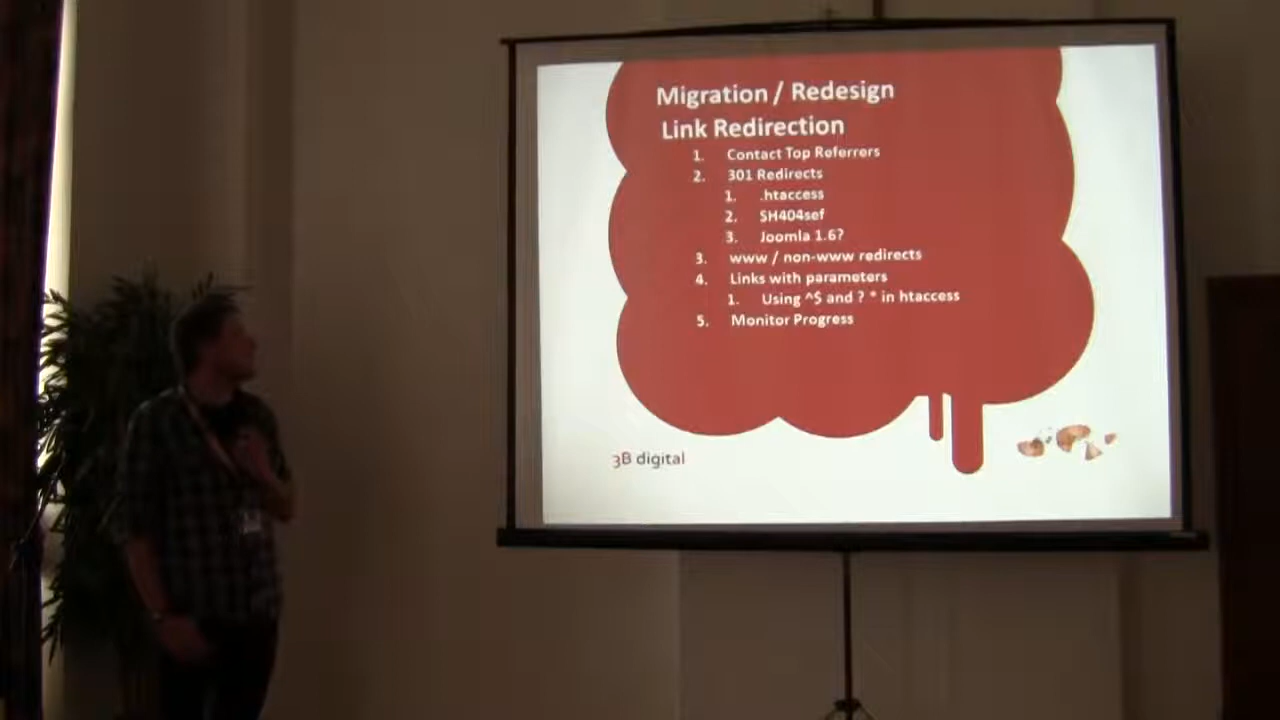 Migration / Redesign
Link Redirection
1. Contact Top Referrers
2. 301 Redirects
1. .htaccess
2. SH404sef
3. Joomla 1.6?
3. www / non-www redirects
4. Links with parameters
1. Using ^$ and ? * in htaccess
5. Monitor Progress
3B digital